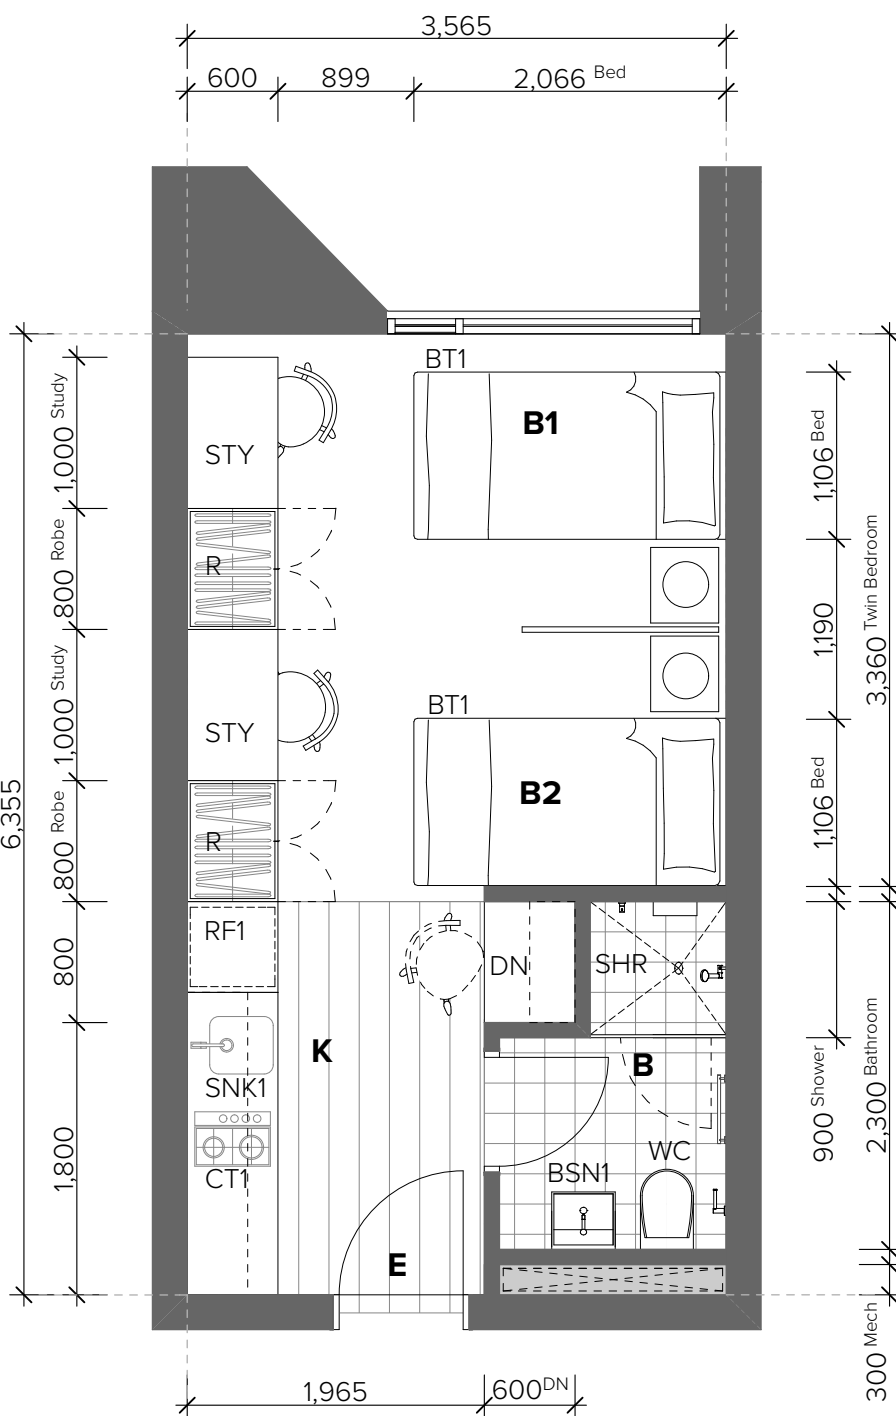 3,565
600 899 2,066 Bed
BT1
B1
STY
1,000 Study
1,106 Bed
R
800 Robe
1,190
3,360 Twin Bedroom
1,000 Study
BT1
STY
6,355
B2
R
800 Robe
1,106 Bed
RF1
800
DN
SHR
K
B
SNK1
900 Shower
2,300 Bathroom
WC
BSN1
CT1
1,800
E
300 Mech
1,965 600 DN